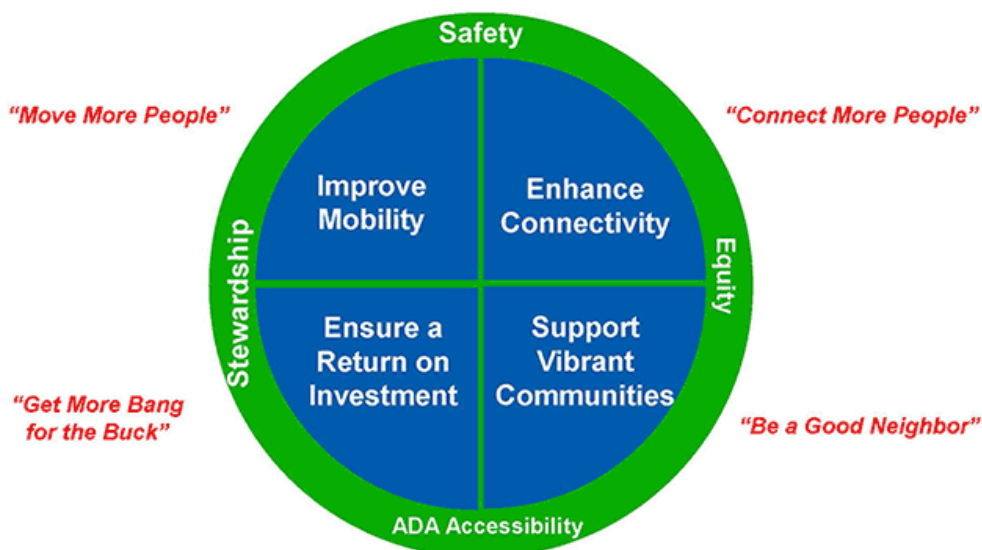 Safety
“Move More People”
“Connect More People”
Improve
Mobility
Enhance
Connectivity
Stewardship
Equity
Ensure a
Return on
Investment
Support
Vibrant
Communities
“Get More Bang
for the Buck”
“Be a Good Neighbor”
ADA Accessibility